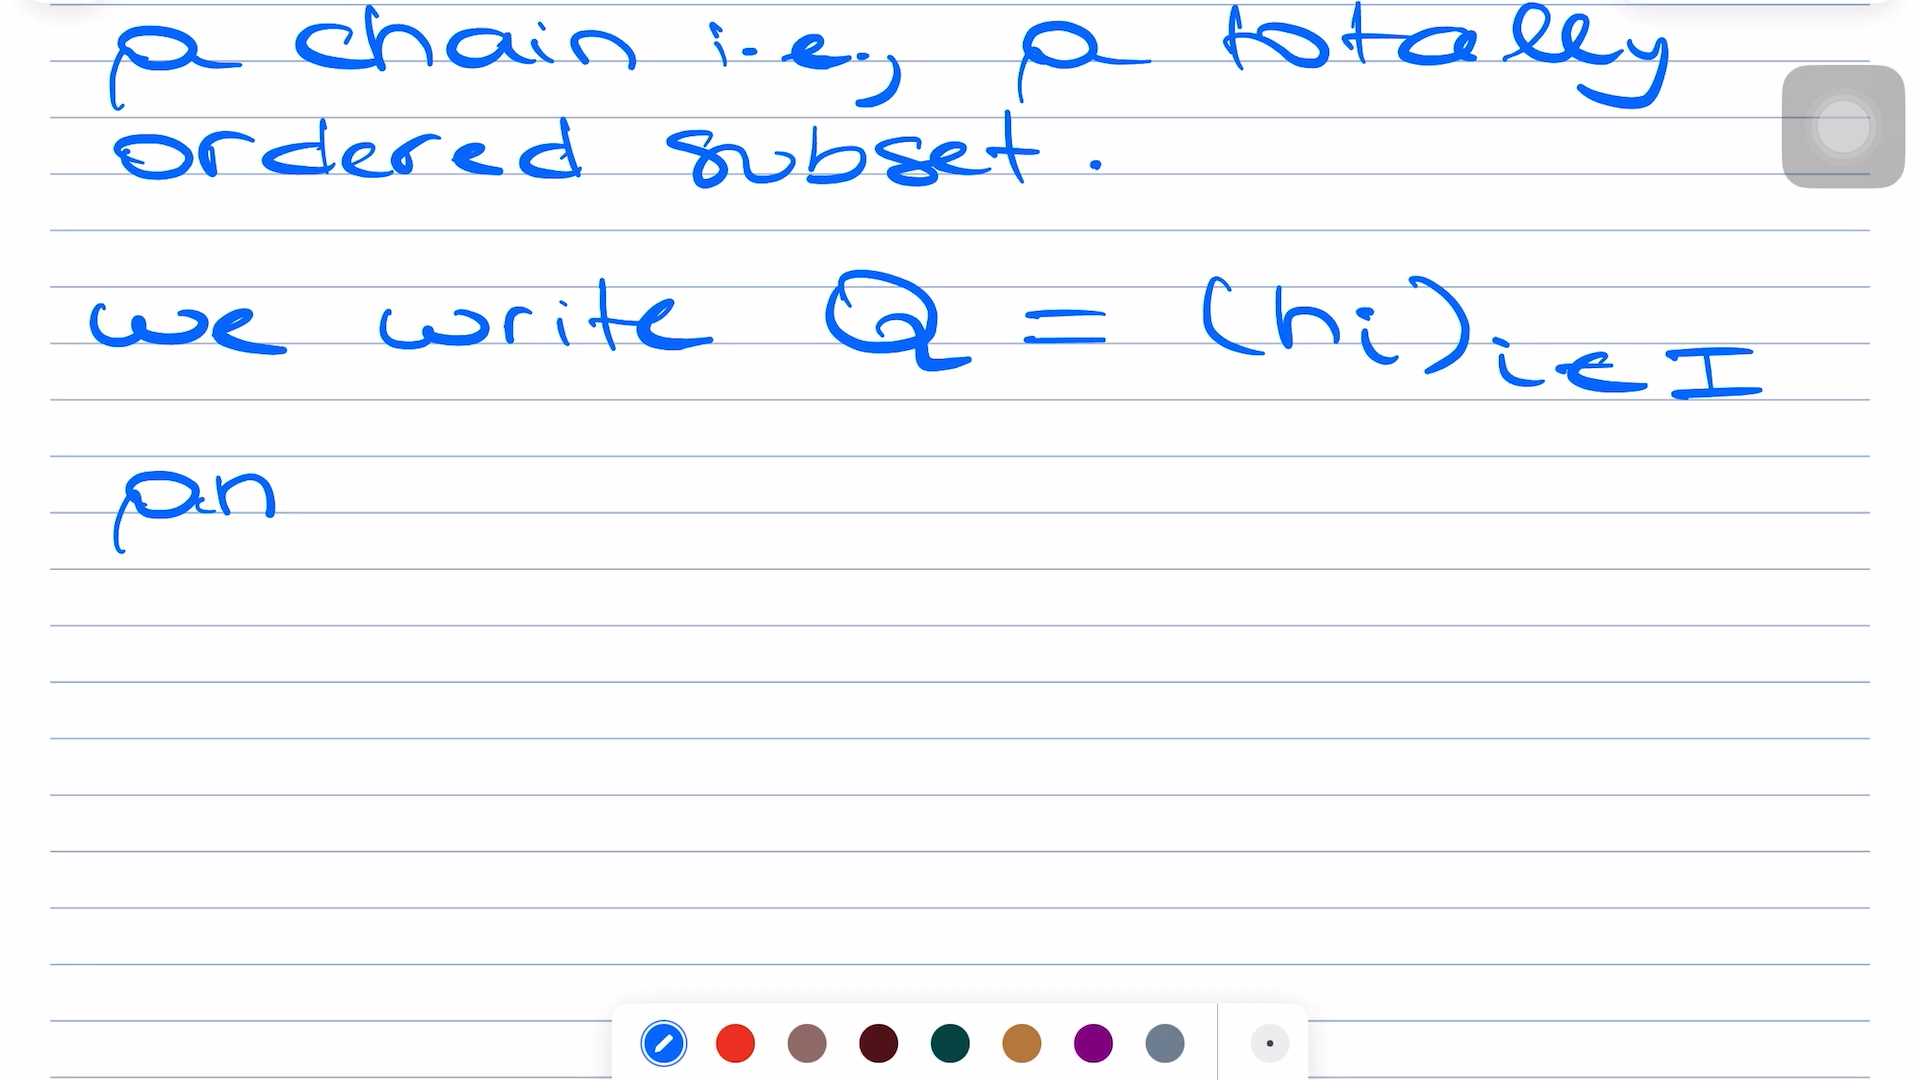 a chain i.e., a totally
ordered subset.
we write Q = (hi)i∈I
an